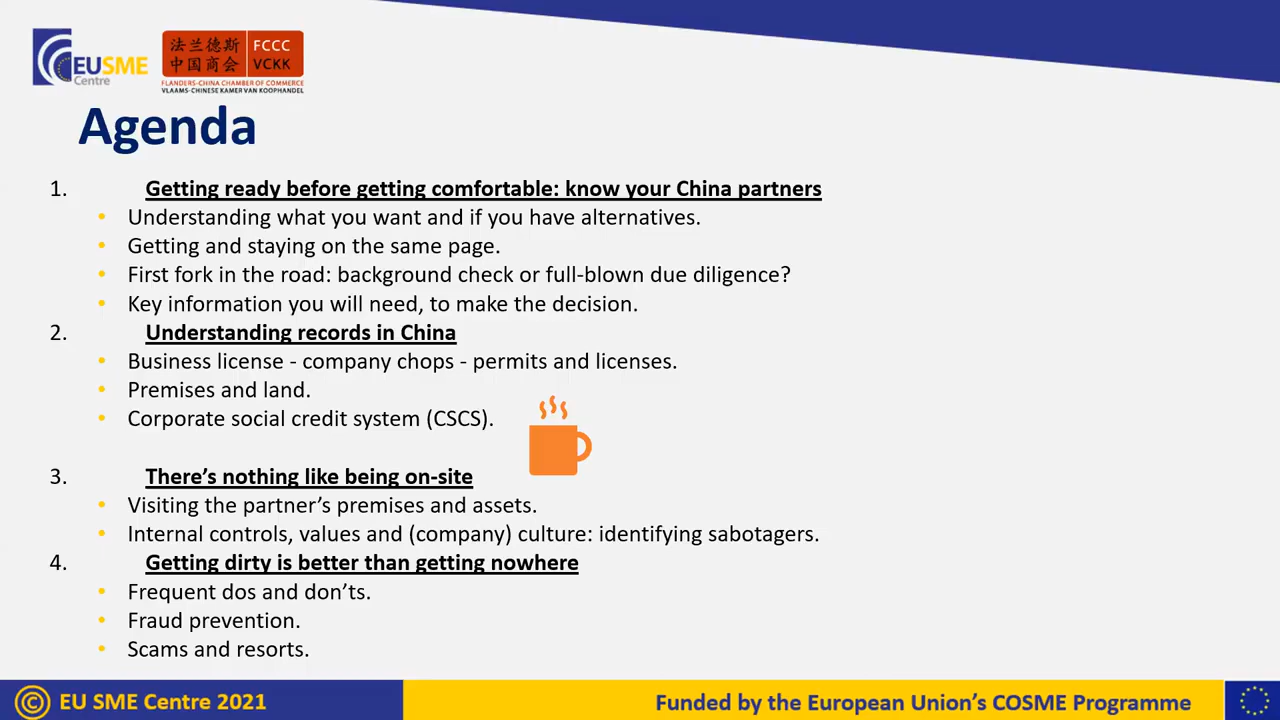 EUSME
Centre
法兰德斯
中国商会
FCCC
VCKK
FLANDERS-CHINA CHAMBER OF COMMERCE
VLAAMS-CHINESE KAMER VAN KOOPHANDEL
Agenda
1. Getting ready before getting comfortable: know your China partners
• Understanding what you want and if you have alternatives.
• Getting and staying on the same page.
• First fork in the road: background check or full-blown due diligence?
• Key information you will need, to make the decision.
2. Understanding records in China
• Business license - company chops - permits and licenses.
• Premises and land.
• Corporate social credit system (CSCS).
3. There’s nothing like being on-site
• Visiting the partner’s premises and assets.
• Internal controls, values and (company) culture: identifying sabotagers.
4. Getting dirty is better than getting nowhere
• Frequent dos and don’ts.
• Fraud prevention.
• Scams and resorts.
© EU SME Centre 2021
Funded by the European Union’s COSME Programme